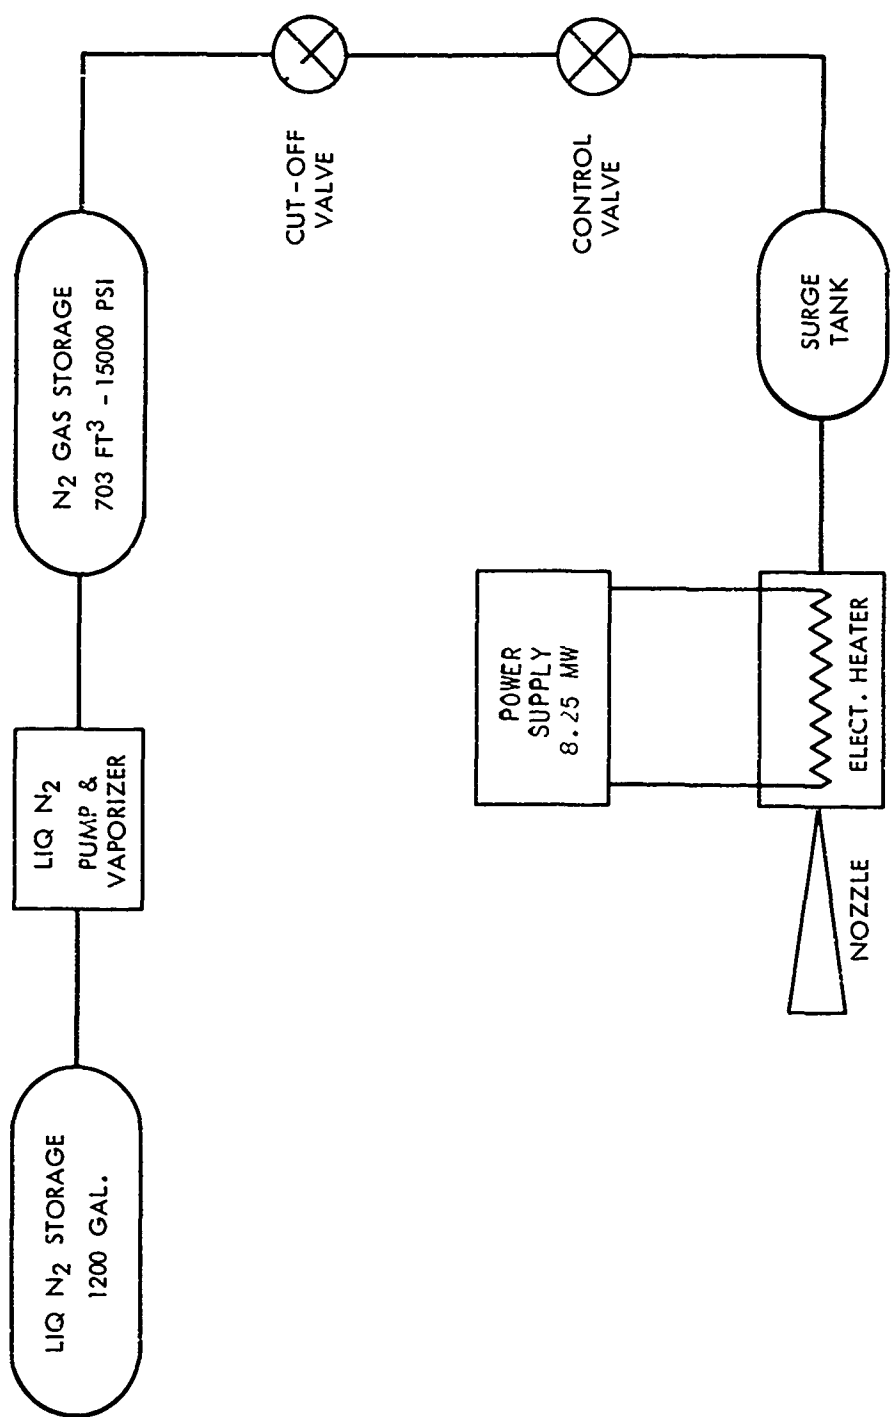 LIQ N2 STORAGE
1200 GAL.
LIQ N2
PUMP &
VAPORIZER
N2 GAS STORAGE
703 FT3 - 15000 PSI
CUT-OFF
VALVE
CONTROL
VALVE
SURGE
TANK
POWER
SUPPLY
8.25 MW
ELECT. HEATER
NOZZLE